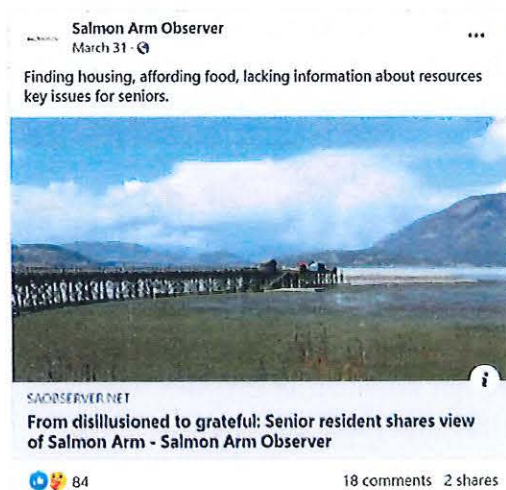 Salmon Arm Observer
March 31 ·
•••
Finding housing, affording food, lacking information about resources
key issues for seniors.
i
SAOBSERVER.NET
From disillusioned to grateful: Senior resident shares view
of Salmon Arm - Salmon Arm Observer
84 18 comments 2 shares